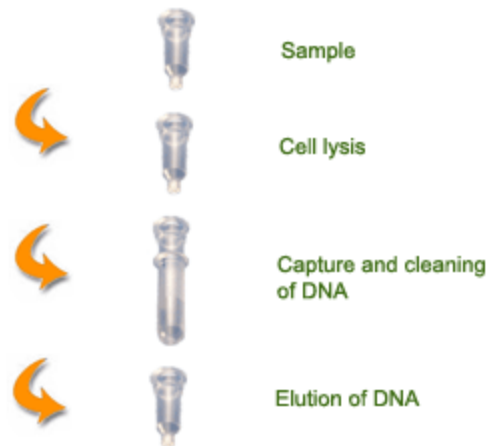 Sample
Cell lysis
Capture and cleaning
of DNA
Elution of DNA